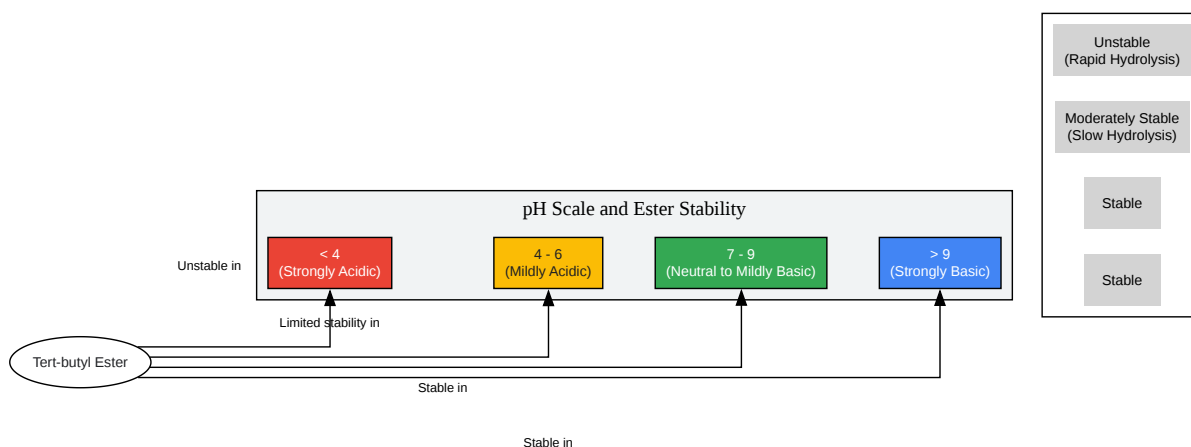 Unstable
(Rapid Hydrolysis)
Moderately Stable
(Slow Hydrolysis)
Stable
Stable
pH Scale and Ester Stability
< 4
(Strongly Acidic)
4 - 6
(Mildly Acidic)
7 - 9
(Neutral to Mildly Basic)
> 9
(Strongly Basic)
Unstable in
Limited stability in
Tert-butyl Ester
Stable in
Stable in